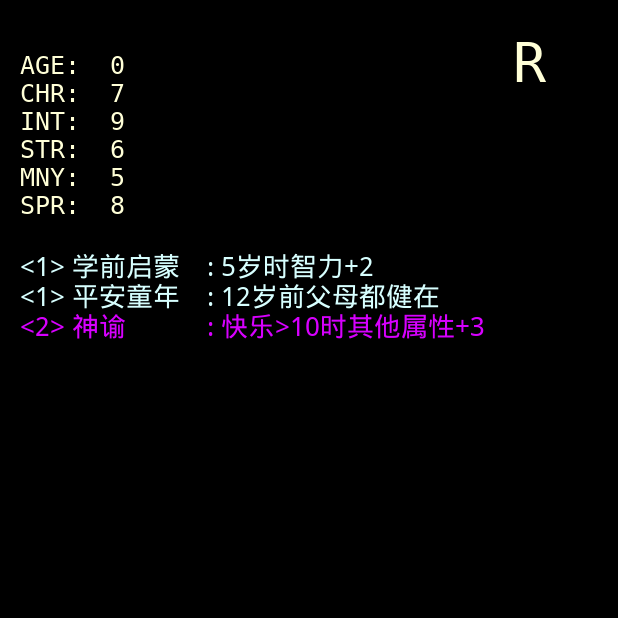 R
AGE: 0
CHR: 7
INT: 9
STR: 6
MNY: 5
SPR: 8
<1> 学前启蒙 : 5岁时智力+2
<1> 平安童年 : 12岁前父母都健在
<2> 神谕 : 快乐>10时其他属性+3